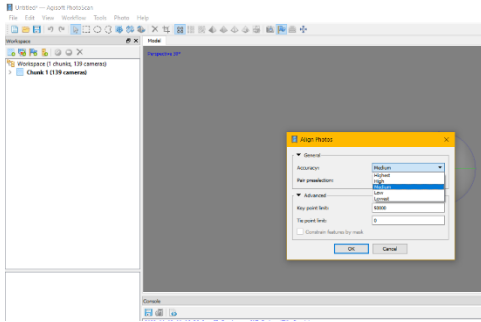 Untitled* — Agisoft PhotoScan
File Edit View Workflow Tools Photo Help
Workspace
Model
Workspace (1 chunks, 139 cameras)
Chunk 1 (139 cameras)
Perspective 30°
Align Photos
General
Accuracy: Medium
Highest
High
Pair preselection:
Medium
Low
Lowest
Advanced
Key point limit:
Tie point limit: 0
Constrain features by mask
OK Cancel
Console